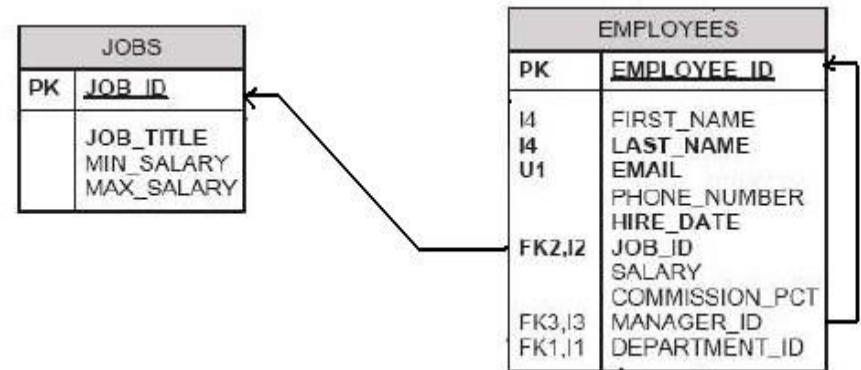 JOBS
PK JOB_ID
JOB_TITLE
MIN_SALARY
MAX_SALARY
EMPLOYEES
PK EMPLOYEE_ID
I4 FIRST_NAME
I4 LAST_NAME
U1 EMAIL
PHONE_NUMBER
HIRE_DATE
FK2,I2 JOB_ID
SALARY
COMMISSION_PCT
FK3,I3 MANAGER_ID
FK1,I1 DEPARTMENT_ID